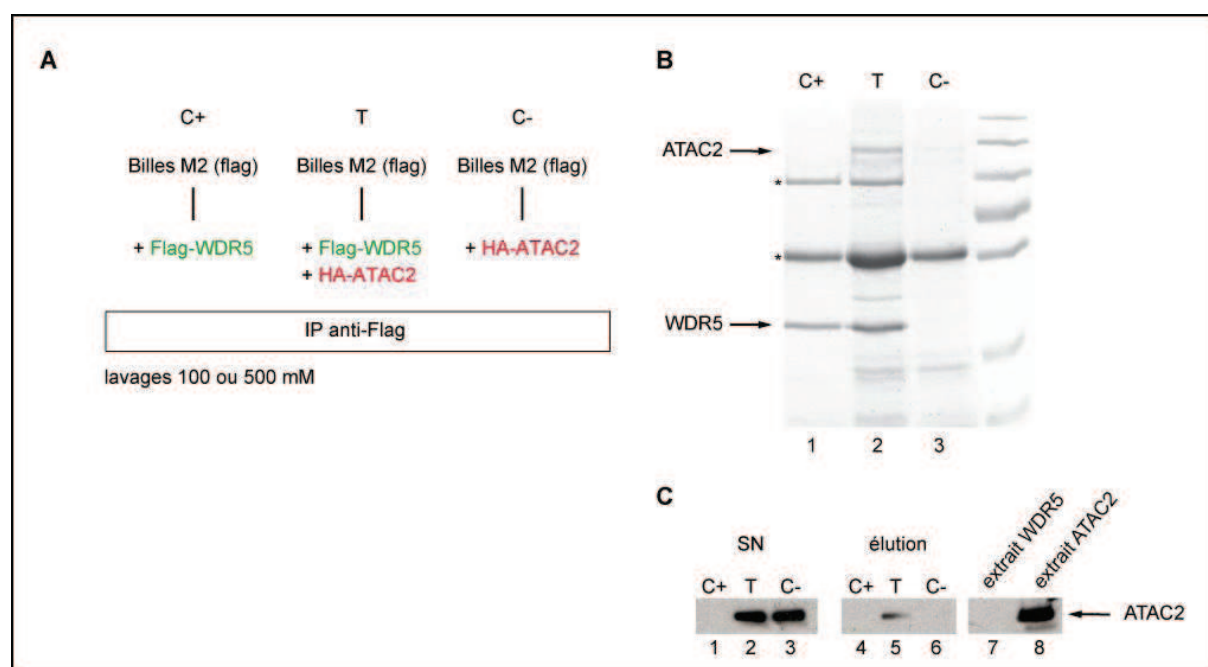 A
C+ T C-
Billes M2 (flag) Billes M2 (flag) Billes M2 (flag)
+ Flag-WDR5 + Flag-WDR5 + HA-ATAC2
+ HA-ATAC2
IP anti-Flag
lavages 100 ou 500 mM
B
C+ T C-
ATAC2
*
*
WDR5
1 2 3
C
SN élution extrait WDR5 extrait ATAC2
C+ T C- C+ T C-
ATAC2
1 2 3 4 5 6 7 8